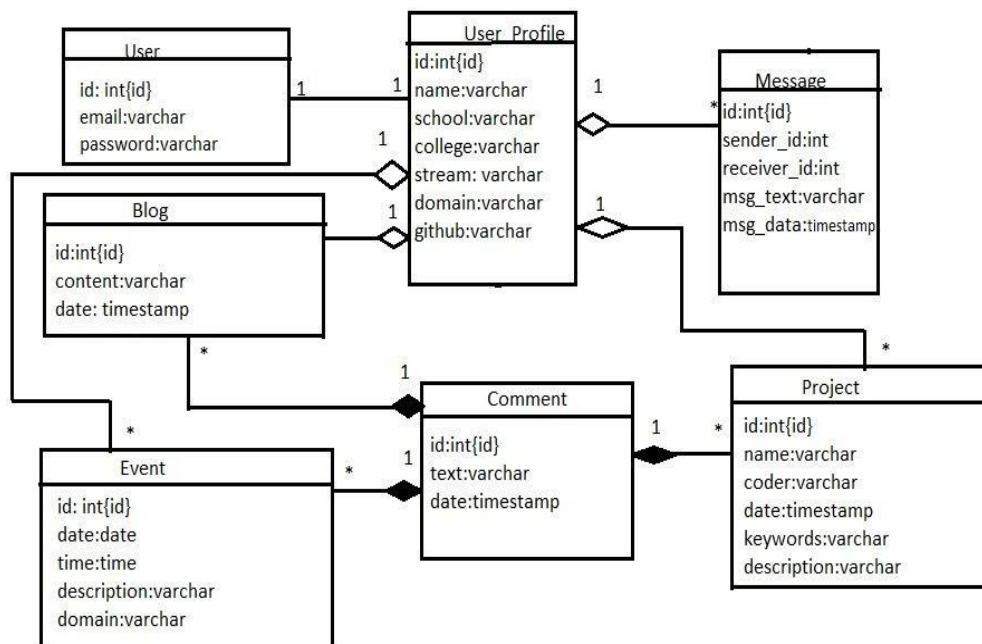 User
id: int{id}
email:varchar
password:varchar
1
1
User_Profile
id:int{id}
name:varchar
school:varchar
college:varchar
stream: varchar
domain:varchar
github:varchar
1
*
Message
id:int{id}
sender_id:int
receiver_id:int
msg_text:varchar
msg_data:timestamp
1
1
1
Blog
id:int{id}
content:varchar
date: timestamp
*
1
*
*
Comment
id:int{id}
text:varchar
date:timestamp
1
*
Project
id:int{id}
name:varchar
coder:varchar
date:timestamp
keywords:varchar
description:varchar
*
1
Event
id: int{id}
date:date
time:time
description:varchar
domain:varchar